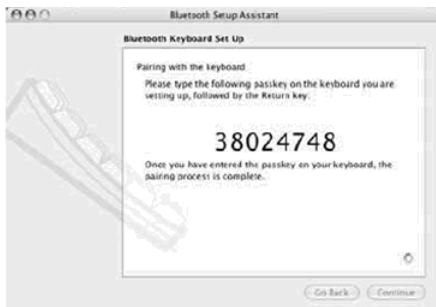 Bluetooth Setup Assistant
Bluetooth Keyboard Set Up
Pairing with the keyboard
Please type the following passkey on the keyboard you are
setting up, followed by the Return key.
38024748
Once you have entered the passkey on your keyboard, the
pairing process is complete.
Go Back
Continue